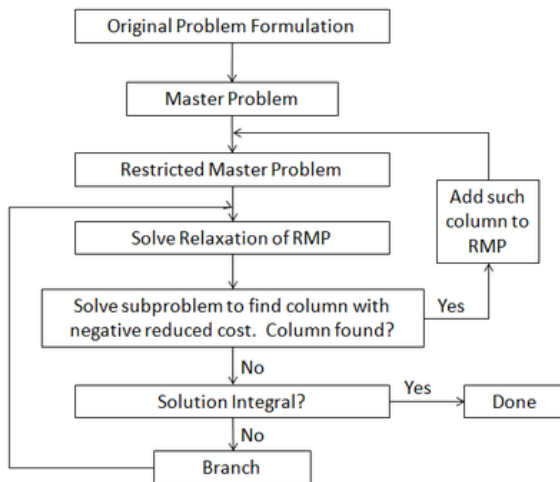 Original Problem Formulation
Master Problem
Restricted Master Problem
Add such
column to
RMP
Solve Relaxation of RMP
Solve subproblem to find column with
negative reduced cost.  Column found?
Yes
No
Solution Integral?
Yes
Done
No
Branch